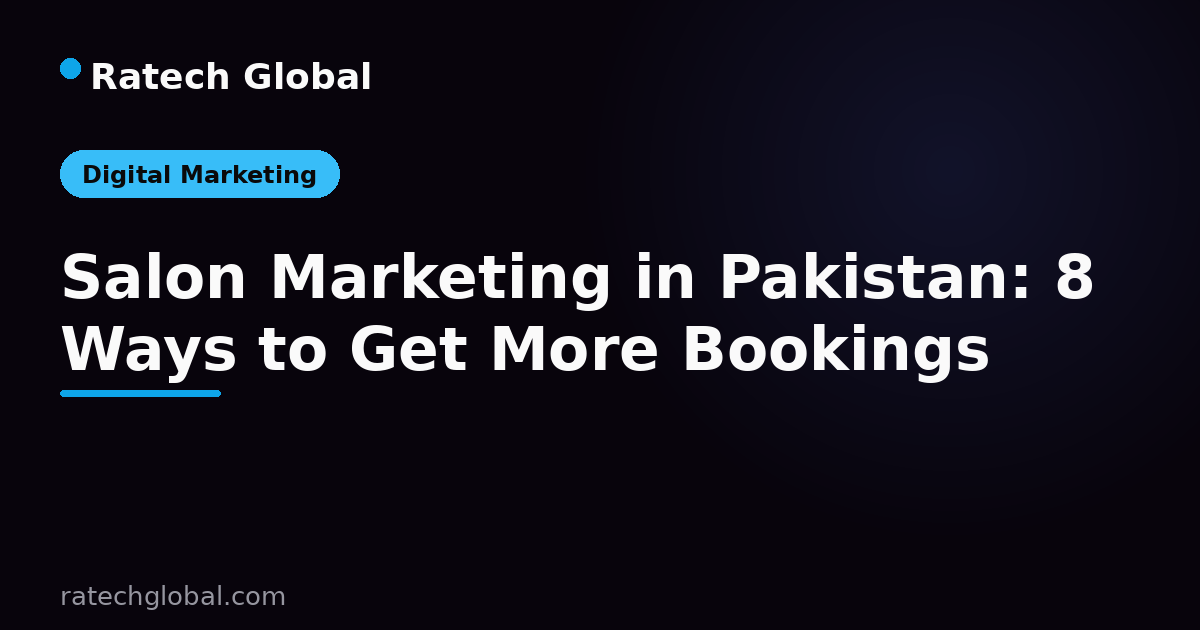 Ratech Global
Digital Marketing
Salon Marketing in Pakistan: 8
Ways to Get More Bookings
ratechglobal.com